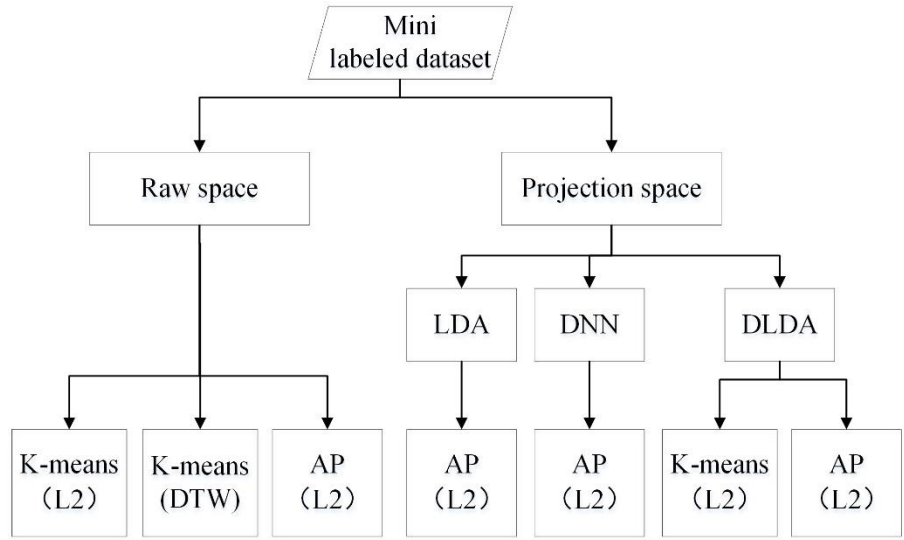 Mini
labeled dataset
Raw space
Projection space
LDA
DNN
DLDA
K-means
（L2）
K-means
(DTW)
AP
（L2）
AP
（L2）
AP
（L2）
K-means
（L2）
AP
（L2）